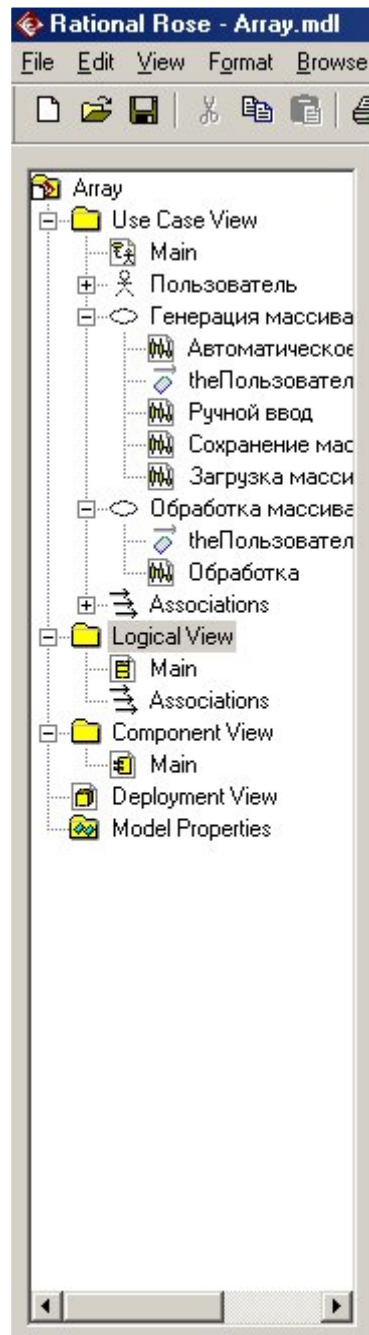 Rational Rose - Array.mdl
File Edit View Format Browse
Array
Use Case View
Main
Пользователь
Генерация массива
Автоматическое
theПользовател
Ручной ввод
Сохранение мас
Загрузка масси
Обработка массива
theПользовател
Обработка
Associations
Logical View
Main
Associations
Component View
Main
Deployment View
Model Properties